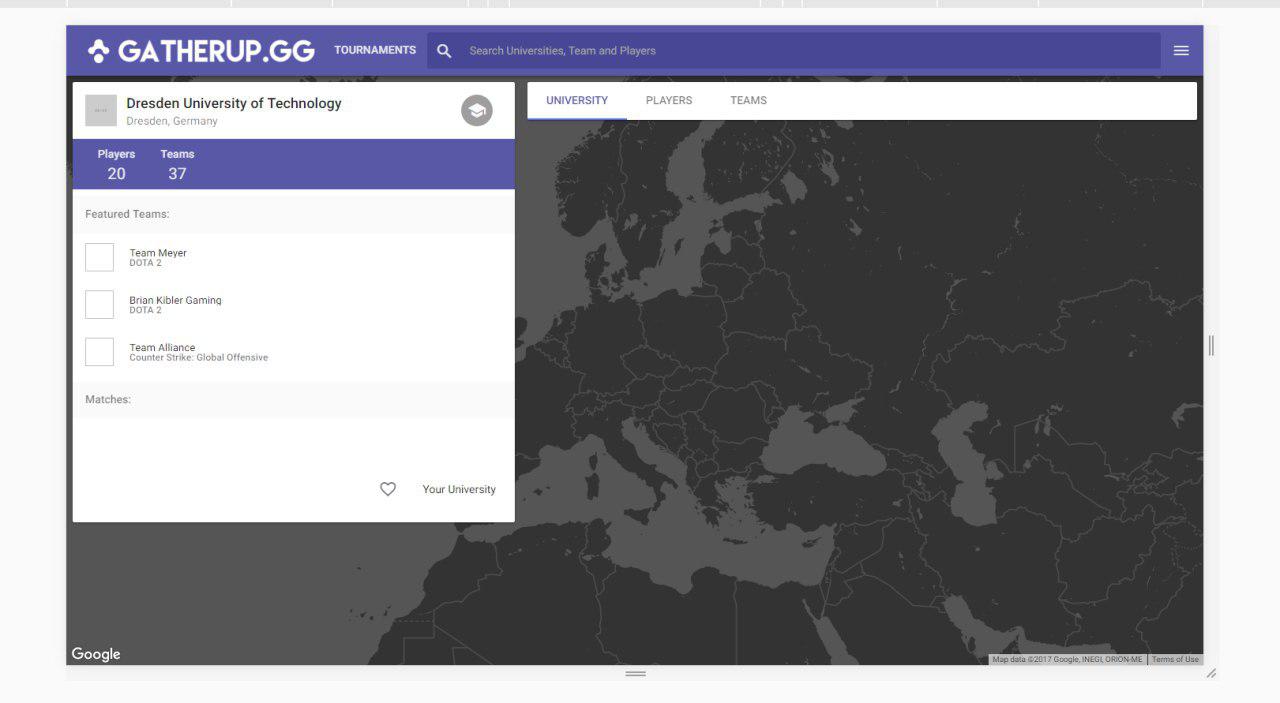 GATHERUP.GG
TOURNAMENTS
Search Universities, Team and Players
Dresden University of Technology
Dresden, Germany
UNIVERSITY PLAYERS TEAMS
Players Teams
20 37
Featured Teams:
Team Meyer
DOTA 2
Brian Kibler Gaming
DOTA 2
Team Alliance
Counter Strike: Global Offensive
Matches:
Your University
Google
Map data ©2017 Google, INEGI, ORION-ME
Terms of Use